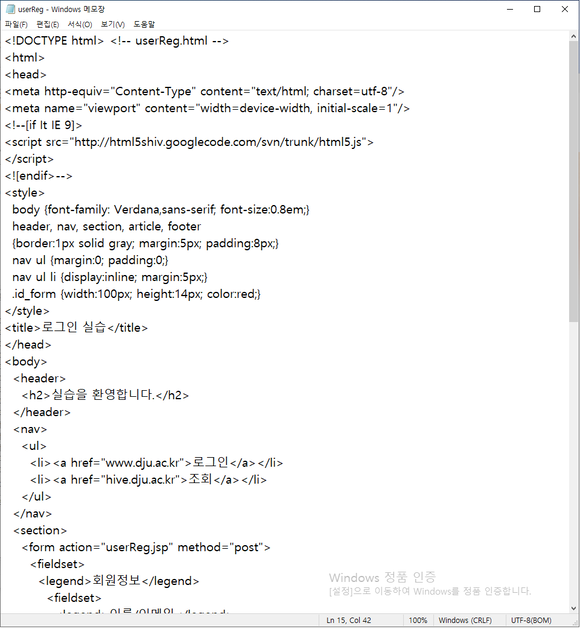 userReg - Windows 메모장
파일(F) 편집(E) 서식(O) 보기(V) 도움말
<!DOCTYPE html> <!-- userReg.html -->
<html>
<head>
<meta http-equiv="Content-Type" content="text/html; charset=utf-8"/>
<meta name="viewport" content="width=device-width, initial-scale=1"/>
<!--[if lt IE 9]>
<script src="http://html5shiv.googlecode.com/svn/trunk/html5.js">
</script>
<![endif>-->
<style>
body {font-family: Verdana,sans-serif; font-size:0.8em;}
header, nav, section, article, footer
{border:1px solid gray; margin:5px; padding:8px;}
nav ul {margin:0; padding:0;}
nav ul li {display:inline; margin:5px;}
.id_form {width:100px; height:14px; color:red;}
</style>
<title>로그인 실습</title>
</head>
<body>
<header>
<h2>실습을 환영합니다.</h2>
</header>
<nav>
<ul>
<li><a href="www.dju.ac.kr">로그인</a></li>
<li><a href="hive.dju.ac.kr">조회</a></li>
</ul>
</nav>
<section>
<form action="userReg.jsp" method="post">
<fieldset>
<legend>회원정보</legend>
<fieldset>
Windows 정품 인증
[설정]으로 이동하여 Windows를 정품 인증합니다.
Ln 15, Col 42 100% Windows (CRLF) UTF-8(BOM)